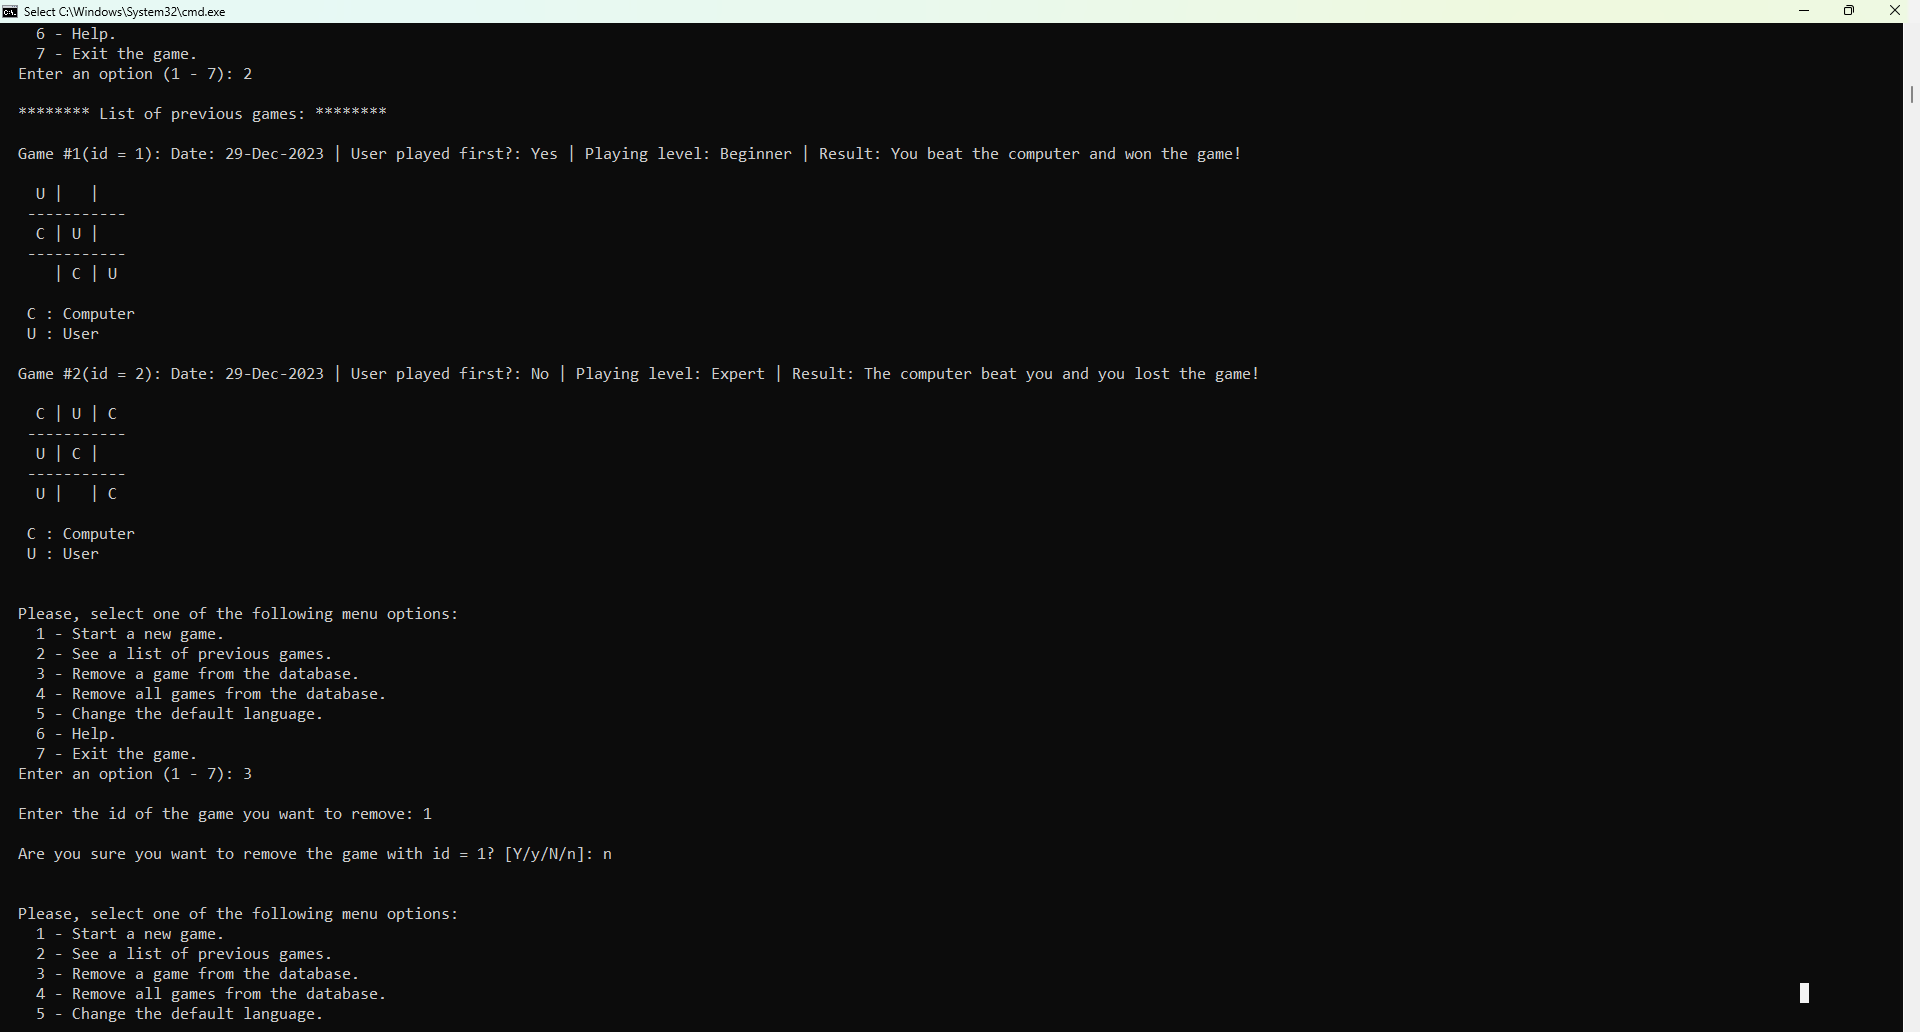 Select C:\Windows\System32\cmd.exe
6 - Help.
7 - Exit the game.
Enter an option (1 - 7): 2
******** List of previous games: ********
Game #1(id = 1): Date: 29-Dec-2023 | User played first?: Yes | Playing level: Beginner | Result: You beat the computer and won the game!
U |   |
-----------
C | U |
-----------
  | C | U
C : Computer
U : User
Game #2(id = 2): Date: 29-Dec-2023 | User played first?: No | Playing level: Expert | Result: The computer beat you and you lost the game!
C | U | C
-----------
U | C |
-----------
U |   | C
C : Computer
U : User
Please, select one of the following menu options:
1 - Start a new game.
2 - See a list of previous games.
3 - Remove a game from the database.
4 - Remove all games from the database.
5 - Change the default language.
6 - Help.
7 - Exit the game.
Enter an option (1 - 7): 3
Enter the id of the game you want to remove: 1
Are you sure you want to remove the game with id = 1? [Y/y/N/n]: n
Please, select one of the following menu options:
1 - Start a new game.
2 - See a list of previous games.
3 - Remove a game from the database.
4 - Remove all games from the database.
5 - Change the default language.